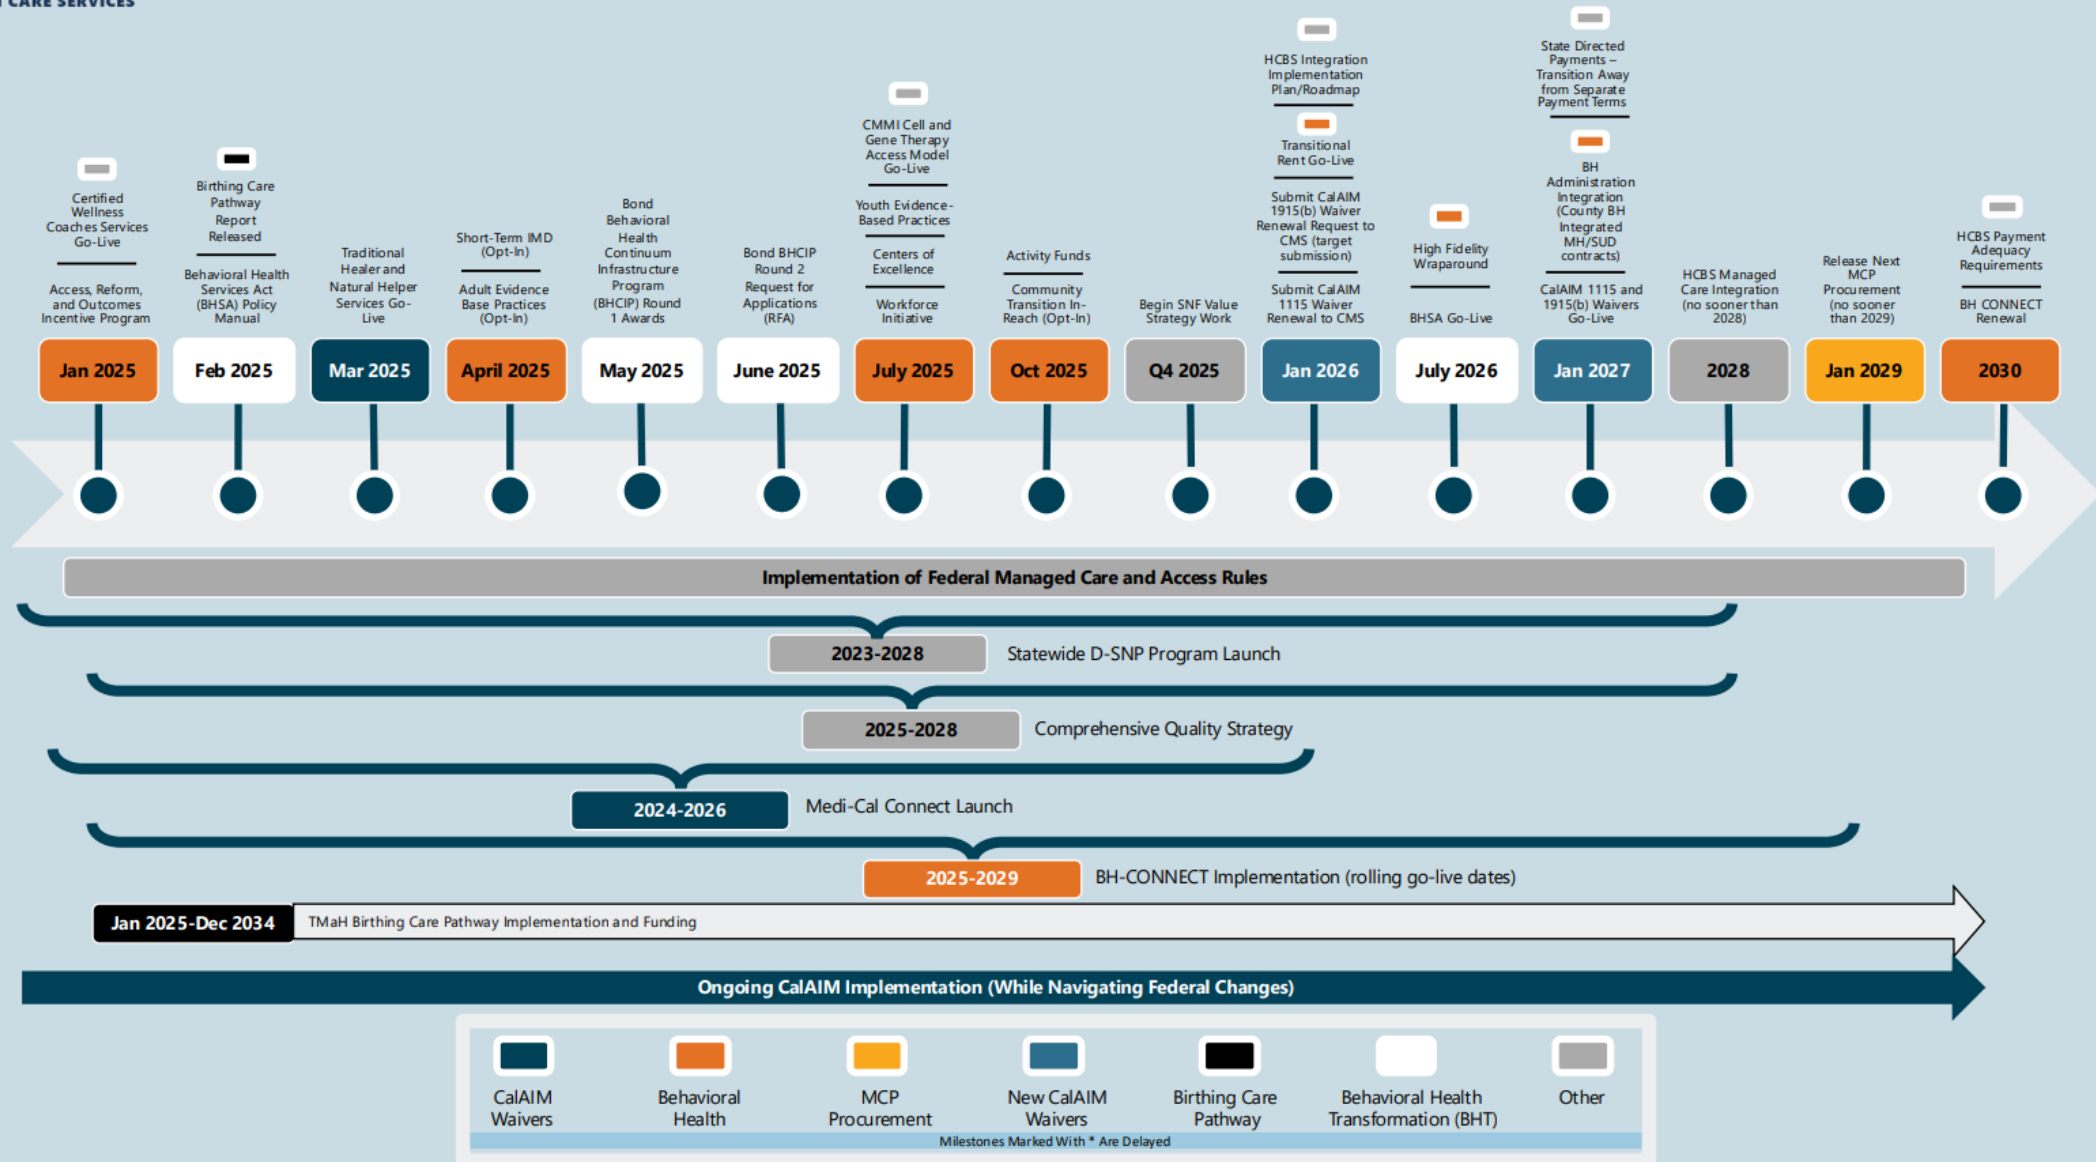 CARE SERVICES
Certified
Wellness
Coaches Services
Go-Live
Access, Reform,
and Outcomes
Incentive Program
Jan 2025
Birthing Care
Pathway
Report
Released
Behavioral Health
Services Act
(BHSA) Policy
Manual
Feb 2025
Traditional
Healer and
Natural Helper
Services Go-
Live
Mar 2025
Short-Term IMD
(Opt-In)
Adult Evidence
Base Practices
(Opt-In)
April 2025
Bond
Behavioral
Health
Continuum
Infrastructure
Program
(BHCIP) Round
1 Awards
May 2025
Bond BHCIP
Round 2
Request for
Applications
(RFA)
June 2025
CMMI Cell and
Gene Therapy
Access Model
Go-Live
Youth Evidence-
Based Practices
Centers of
Excellence
Workforce
Initiative
July 2025
Activity Funds
Community
Transition In-
Reach (Opt-In)
Oct 2025
Begin SNF Value
Strategy Work
Q4 2025
HCBS Integration
Implementation
Plan/Roadmap
Transitional
Rent Go-Live
Submit CalAIM
1915(b) Waiver
Renewal Request to
CMS (target
submission)
Submit CalAIM
1115 Waiver
Renewal to CMS
Jan 2026
High Fidelity
Wraparound
BHSA Go-Live
July 2026
State Directed
Payments –
Transition Away
from Separate
Payment Terms
BH
Administration
Integration
(County BH
Integrated
MH/SUD
contracts)
CalAIM 1115 and
1915(b) Waivers
Go-Live
Jan 2027
HCBS Managed
Care Integration
(no sooner than
2028)
2028
Release Next
MCP
Procurement
(no sooner
than 2029)
Jan 2029
HCBS Payment
Adequacy
Requirements
BH CONNECT
Renewal
2030
Implementation of Federal Managed Care and Access Rules
2023-2028 Statewide D-SNP Program Launch
2025-2028 Comprehensive Quality Strategy
2024-2026 Medi-Cal Connect Launch
2025-2029 BH-CONNECT Implementation (rolling go-live dates)
Jan 2025-Dec 2034 TMaH Birthing Care Pathway Implementation and Funding
Ongoing CalAIM Implementation (While Navigating Federal Changes)
CalAIM
Waivers
Behavioral
Health
MCP
Procurement
New CalAIM
Waivers
Birthing Care
Pathway
Behavioral Health
Transformation (BHT)
Other
Milestones Marked With * Are Delayed